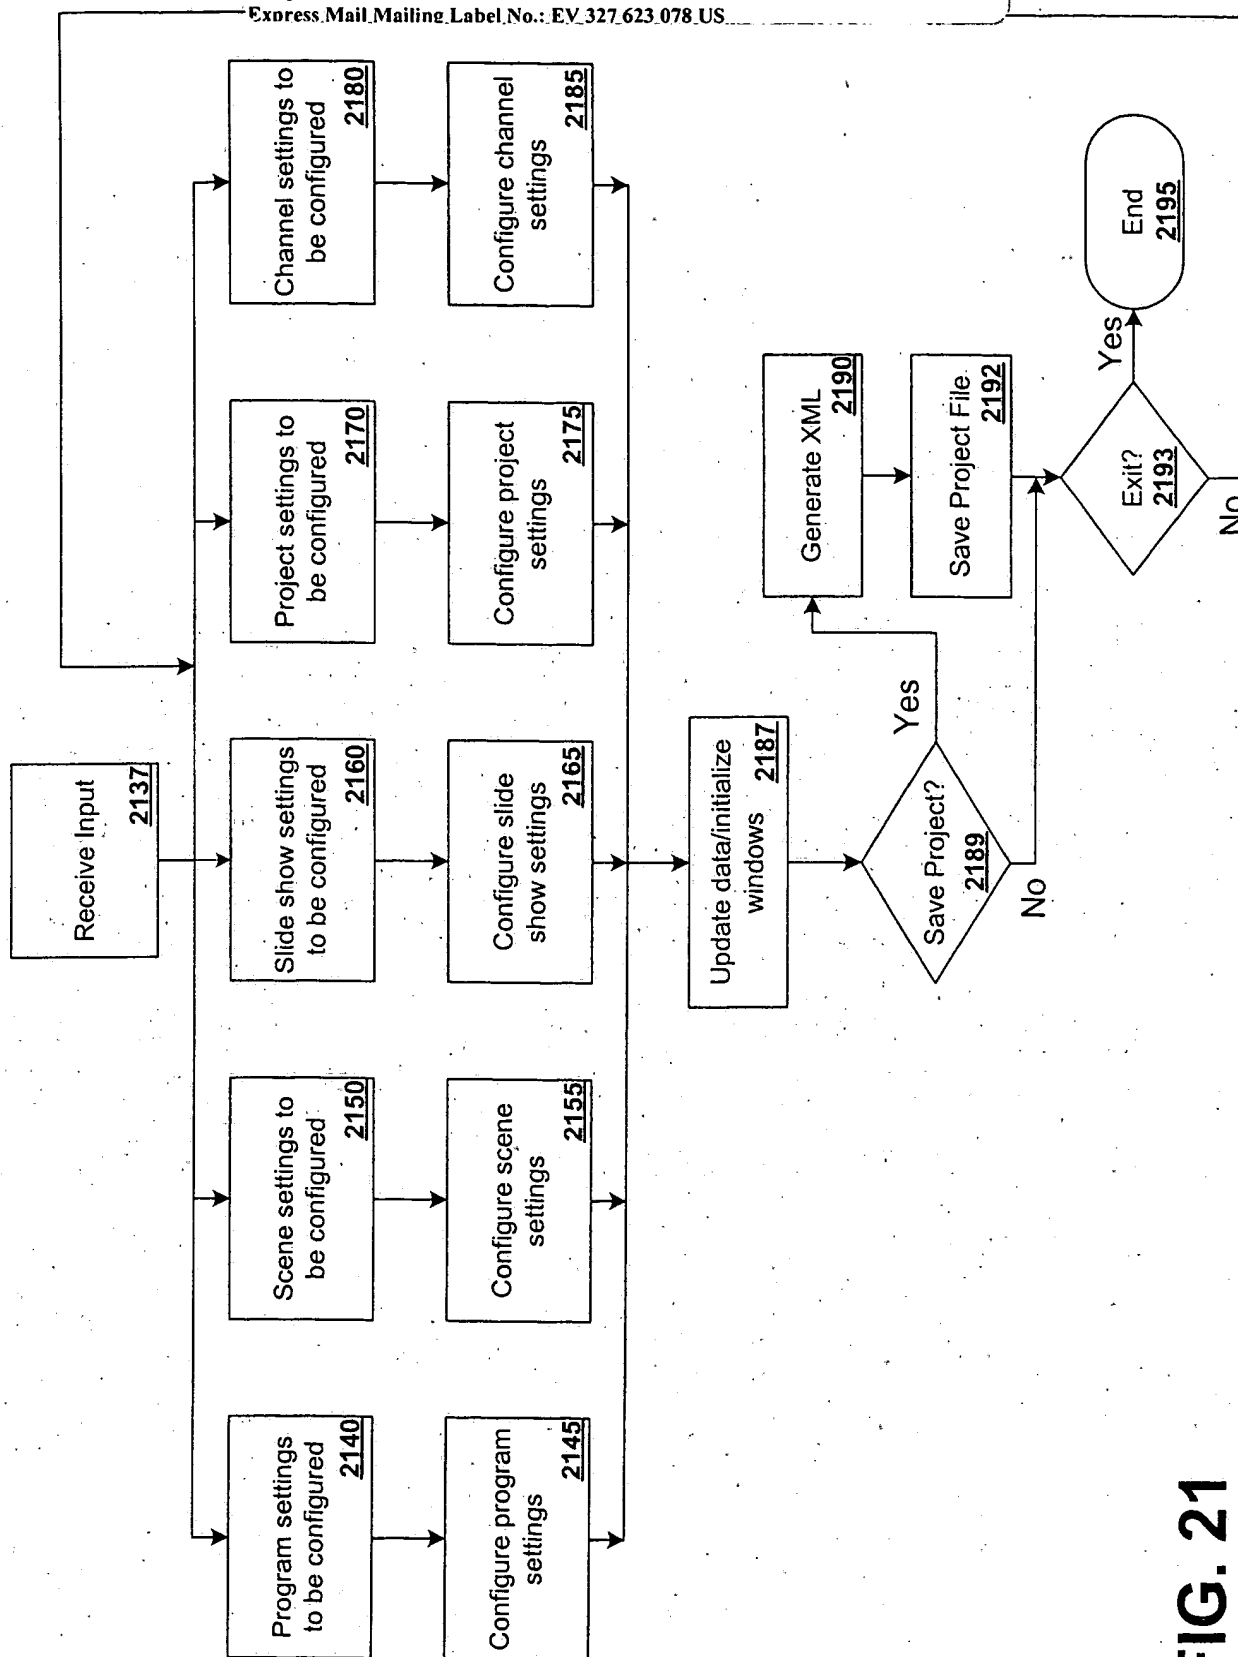 Express Mail Mailing Label No.: EV 327 623 078 US
Receive Input
2137
Program settings
to be configured
2140
Scene settings to
be configured
2150
Slide show settings
to be configured
2160
Project settings to
be configured
2170
Channel settings to
be configured
2180
Configure program
settings
2145
Configure scene
settings
2155
Configure slide
show settings
2165
Configure project
settings
2175
Configure channel
settings
2185
Update data/initialize
windows
2187
Save Project?
2189
Yes
No
Generate XML
2190
Save Project File
2192
Exit?
2193
Yes
No
End
2195
FIG. 21